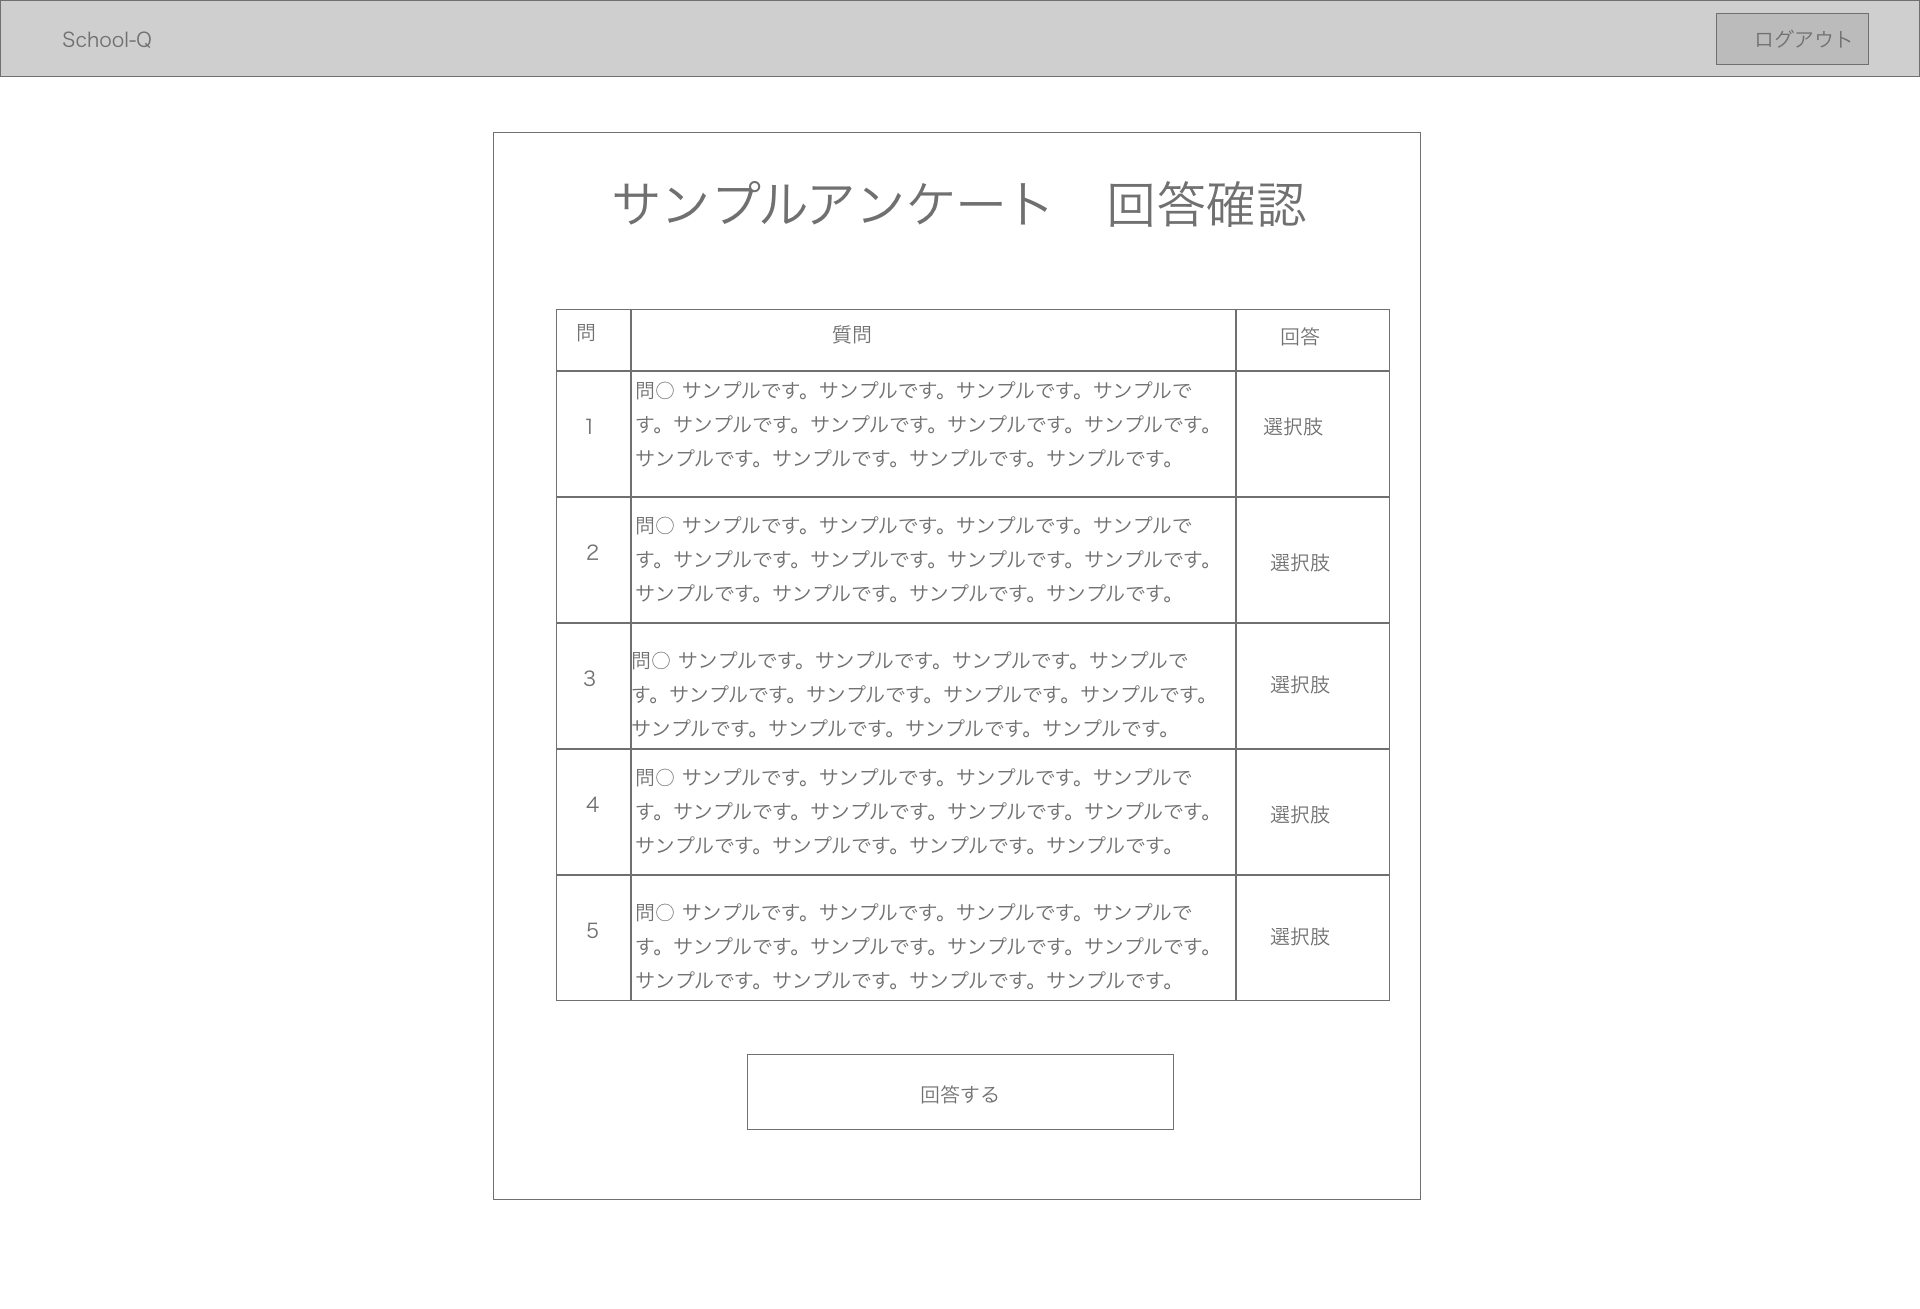 School-Q
ログアウト
サンプルアンケート　回答確認
問
質問
回答
1
問○ サンプルです。サンプルです。サンプルです。サンプルで
す。サンプルです。サンプルです。サンプルです。サンプルです。
サンプルです。サンプルです。サンプルです。サンプルです。
選択肢
2
問○ サンプルです。サンプルです。サンプルです。サンプルで
す。サンプルです。サンプルです。サンプルです。サンプルです。
サンプルです。サンプルです。サンプルです。サンプルです。
選択肢
3
問○ サンプルです。サンプルです。サンプルです。サンプルで
す。サンプルです。サンプルです。サンプルです。サンプルです。
サンプルです。サンプルです。サンプルです。サンプルです。
選択肢
4
問○ サンプルです。サンプルです。サンプルです。サンプルで
す。サンプルです。サンプルです。サンプルです。サンプルです。
サンプルです。サンプルです。サンプルです。サンプルです。
選択肢
5
問○ サンプルです。サンプルです。サンプルです。サンプルで
す。サンプルです。サンプルです。サンプルです。サンプルです。
サンプルです。サンプルです。サンプルです。サンプルです。
選択肢
回答する